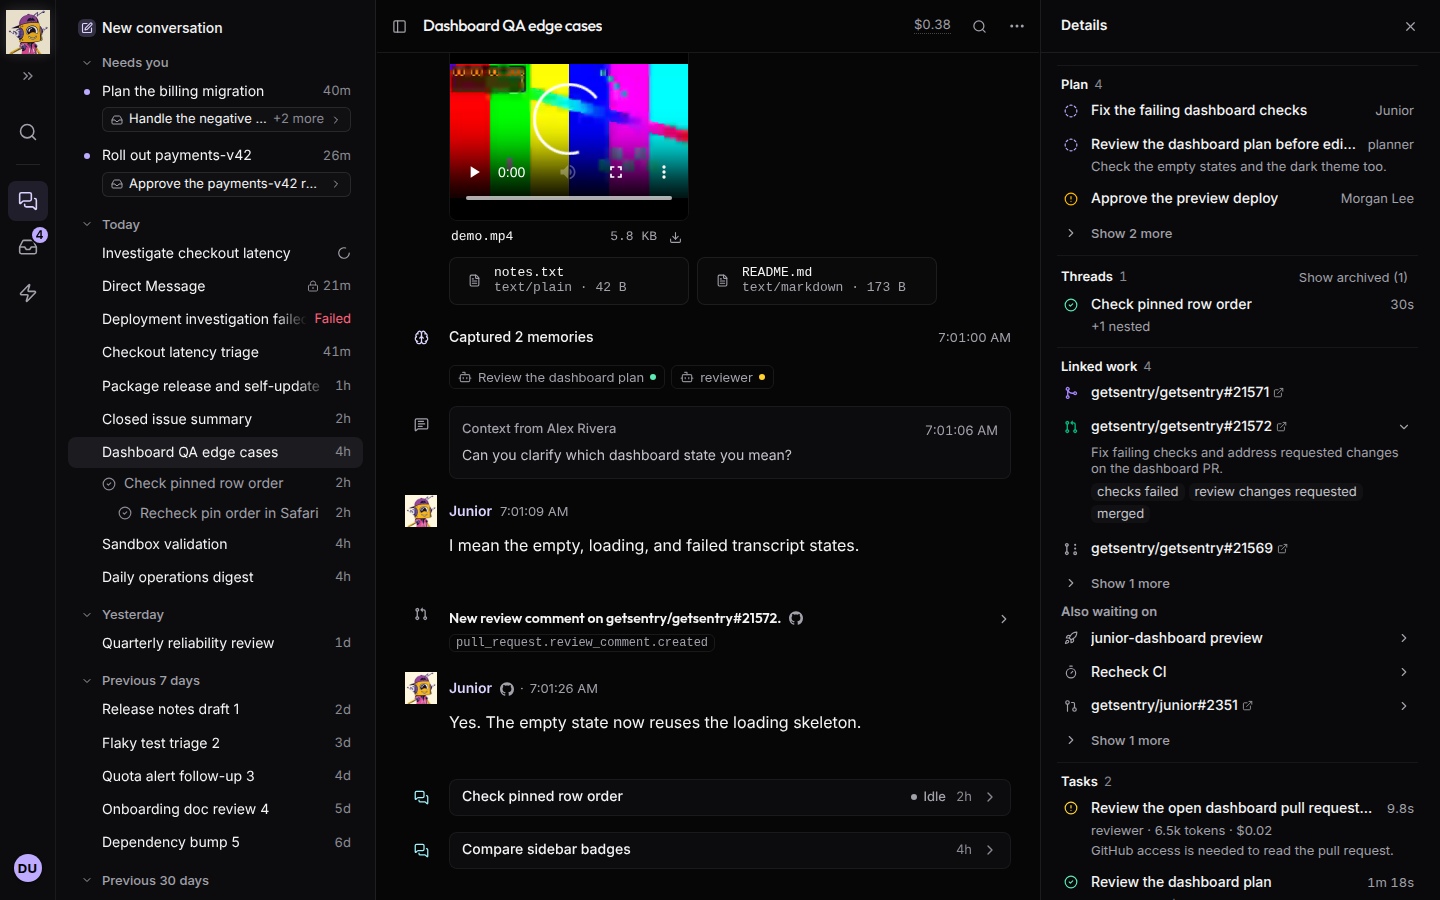 New conversation
Needs you
Plan the billing migration 40m
Handle the negative ... +2 more
Roll out payments-v42 26m
Approve the payments-v42 r...
Today
Investigate checkout latency
Direct Message 21m
Deployment investigation failed Failed
Checkout latency triage 41m
Package release and self-update 1h
Closed issue summary 2h
Dashboard QA edge cases 4h
Check pinned row order 2h
Recheck pin order in Safari 2h
Sandbox validation 4h
Daily operations digest 4h
Yesterday
Quarterly reliability review 1d
Previous 7 days
Release notes draft 1 2d
Flaky test triage 2 3d
Quota alert follow-up 3 4d
Onboarding doc review 4 5d
Dependency bump 5 6d
Previous 30 days
4
DU
Dashboard QA edge cases $0.38
0:00
demo.mp4 5.8 KB
notes.txt
text/plain · 42 B
README.md
text/markdown · 173 B
Captured 2 memories 7:01:00 AM
Review the dashboard plan
reviewer
Context from Alex Rivera 7:01:06 AM
Can you clarify which dashboard state you mean?
Junior 7:01:09 AM
I mean the empty, loading, and failed transcript states.
New review comment on getsentry/getsentry#21572.
pull_request.review_comment.created
Junior · 7:01:26 AM
Yes. The empty state now reuses the loading skeleton.
Check pinned row order Idle 2h
Compare sidebar badges 4h
Details
Plan 4
Fix the failing dashboard checks Junior
Review the dashboard plan before edi... planner
Check the empty states and the dark theme too.
Approve the preview deploy Morgan Lee
Show 2 more
Threads 1 Show archived (1)
Check pinned row order 30s
+1 nested
Linked work 4
getsentry/getsentry#21571
getsentry/getsentry#21572
Fix failing checks and address requested changes
on the dashboard PR.
checks failed review changes requested
merged
getsentry/getsentry#21569
Show 1 more
Also waiting on
junior-dashboard preview
Recheck CI
getsentry/junior#2351
Show 1 more
Tasks 2
Review the open dashboard pull request... 9.8s
reviewer · 6.5k tokens · $0.02
GitHub access is needed to read the pull request.
Review the dashboard plan 1m 18s